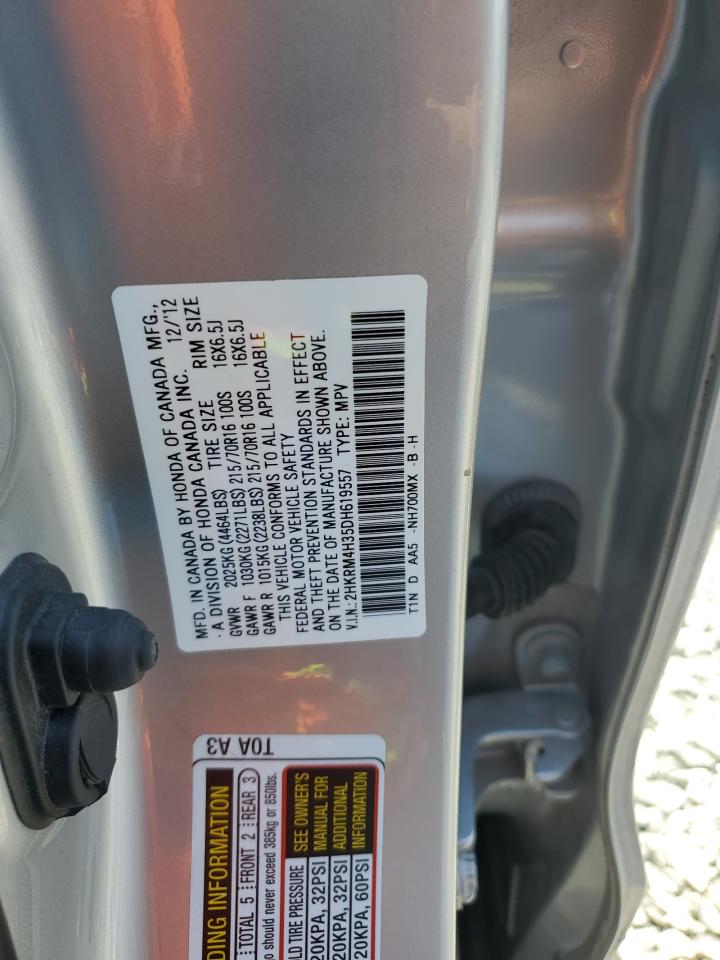 MFD. IN CANADA BY HONDA OF CANADA MFG.,
- A DIVISION OF HONDA CANADA INC. 12/'12
GVWR 2025KG(4464LBS) TIRE SIZE RIM SIZE
GAWR F 1030KG(2271LBS) 215/70R16 100S 16X6.5J
GAWR R 1015KG(2238LBS) 215/70R16 100S 16X6.5J
THIS VEHICLE CONFORMS TO ALL APPLICABLE
FEDERAL MOTOR VEHICLE SAFETY
AND THEFT PREVENTION STANDARDS IN EFFECT
ON THE DATE OF MANUFACTURE SHOWN ABOVE.
V.I.N.: 2HKRM4H35DH619557 TYPE: MPV
T1N D AA5 -NH700MX -B -H
T0A A3
DING INFORMATION
TOTAL 5 FRONT 2 REAR 3
o should never exceed 385kg or 850lbs.
LD TIRE PRESSURE SEE OWNER'S
20KPA, 32PSI MANUAL FOR
20KPA, 32PSI ADDITIONAL
20KPA, 60PSI INFORMATION